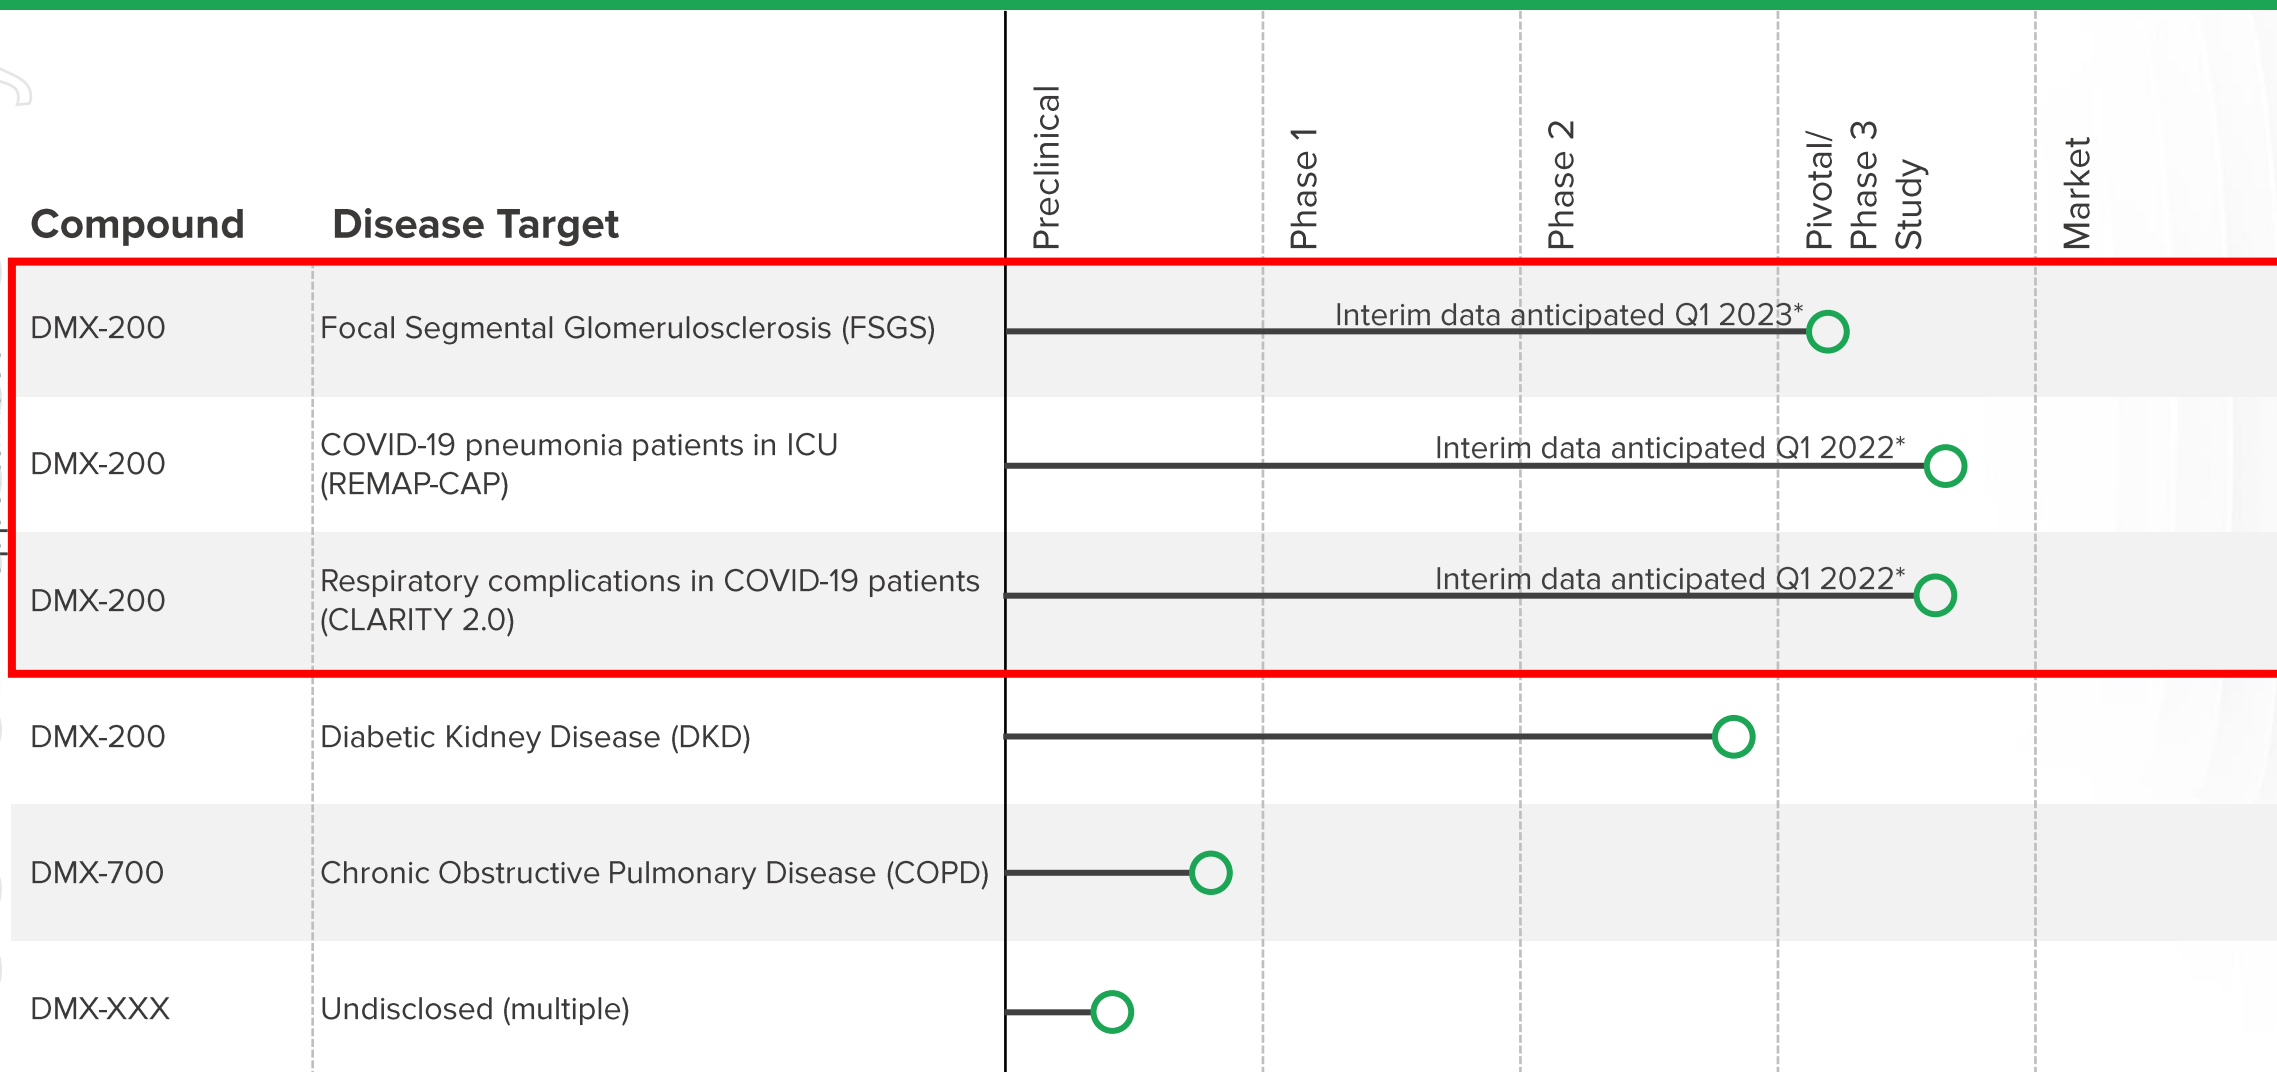 Preclinical
Phase 1
Phase 2
Pivotal/
Phase 3
Study
Market
Compound
Disease Target
DMX-200
Focal Segmental Glomerulosclerosis (FSGS)
Interim data anticipated Q1 2023*
DMX-200
COVID-19 pneumonia patients in ICU
(REMAP-CAP)
Interim data anticipated Q1 2022*
DMX-200
Respiratory complications in COVID-19 patients
(CLARITY 2.0)
Interim data anticipated Q1 2022*
DMX-200
Diabetic Kidney Disease (DKD)
DMX-700
Chronic Obstructive Pulmonary Disease (COPD)
DMX-XXX
Undisclosed (multiple)